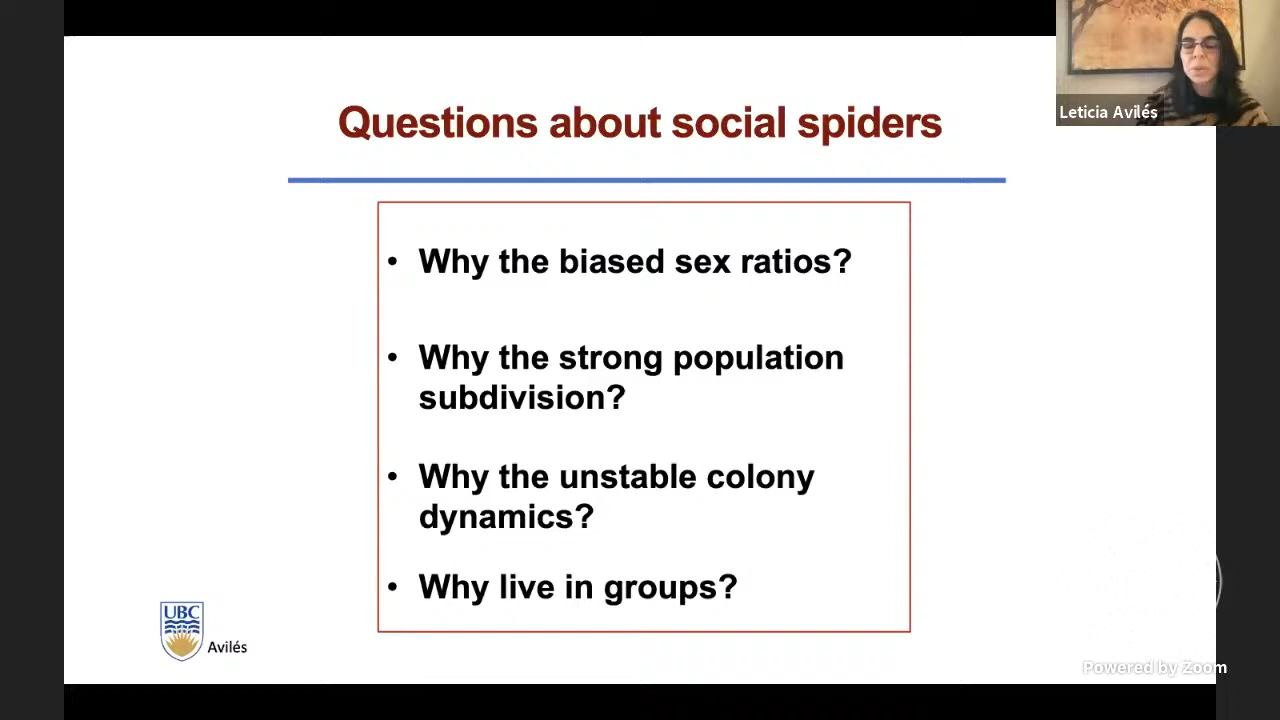 Leticia Avilés
Questions about social spiders
• Why the biased sex ratios?
• Why the strong population
subdivision?
• Why the unstable colony
dynamics?
• Why live in groups?
UBC
Avilés
Powered by Zoom